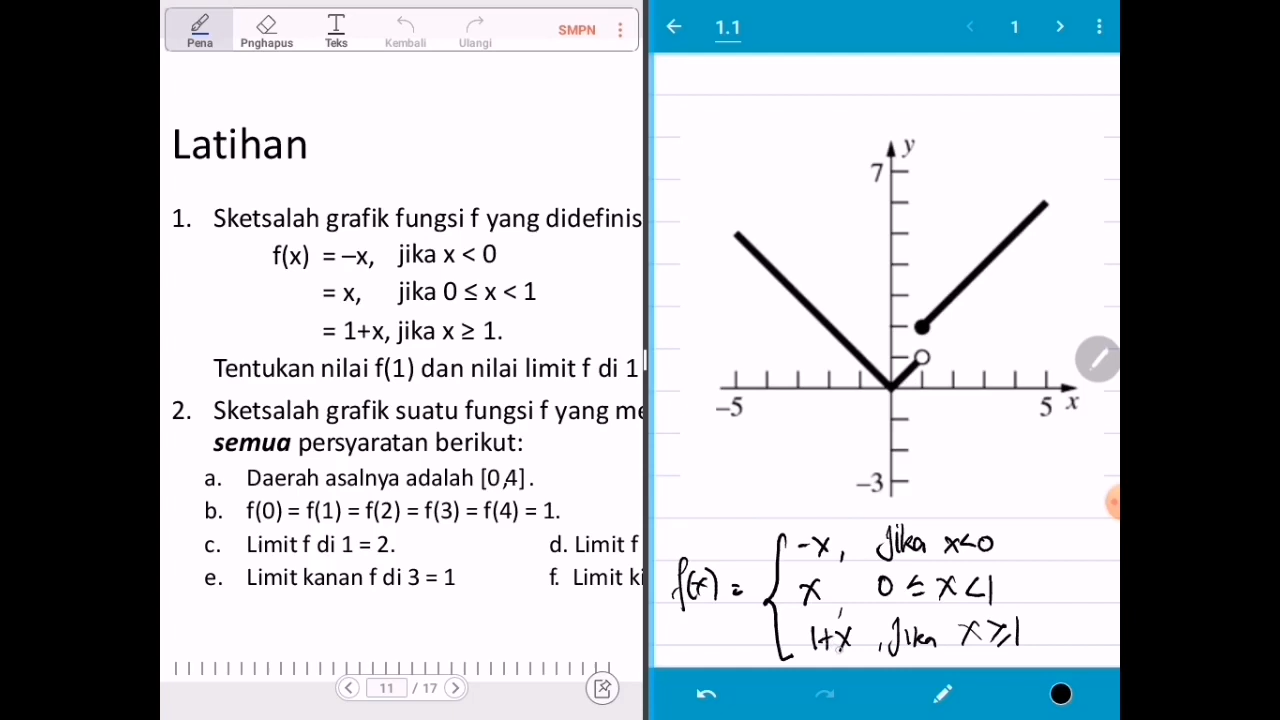 Pena
Pnghapus
Teks
Kembali
Ulangi
SMPN
Latihan
1. Sketsalah grafik fungsi f yang didefinis
f(x) = –x, jika x < 0
= x, jika 0 ≤ x < 1
= 1+x, jika x ≥ 1.
Tentukan nilai f(1) dan nilai limit f di 1
2. Sketsalah grafik suatu fungsi f yang me
semua persyaratan berikut:
a. Daerah asalnya adalah [0,4].
b. f(0) = f(1) = f(2) = f(3) = f(4) = 1.
c. Limit f di 1 = 2. d. Limit f
e. Limit kanan f di 3 = 1 f. Limit ki
11 / 17
1.1
1
y
7
–5
5 x
–3
f(x) = { -x, Jika x<0
x, 0 ≤ x <1
1+x, Jika x ≥ 1